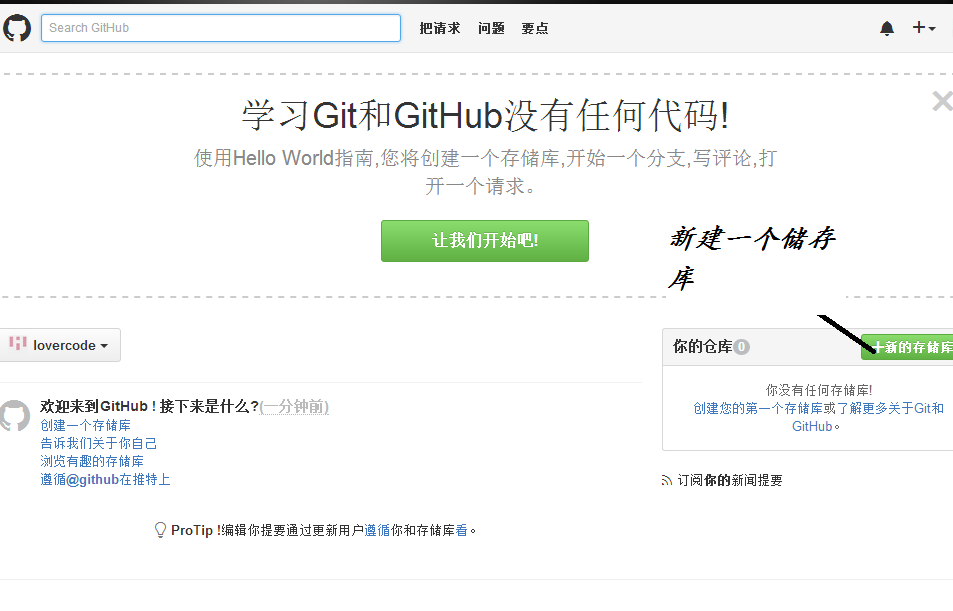 Search GitHub 把请求 问题 要点
学习Git和GitHub没有任何代码!
使用Hello World指南,您将创建一个存储库,开始一个分支,写评论,打
开一个请求。
让我们开始吧!
新建一个储存
库
lovercode
你的仓库0
新的存储库
你没有任何存储库!
创建您的第一个存储库或了解更多关于Git和
GitHub。
欢迎来到GitHub ! 接下来是什么?(一分钟前)
创建一个存储库
告诉我们关于你自己
浏览有趣的存储库
遵循@github在推特上
订阅你的新闻提要
ProTip !编辑你提要通过更新用户遵循你和存储库看。